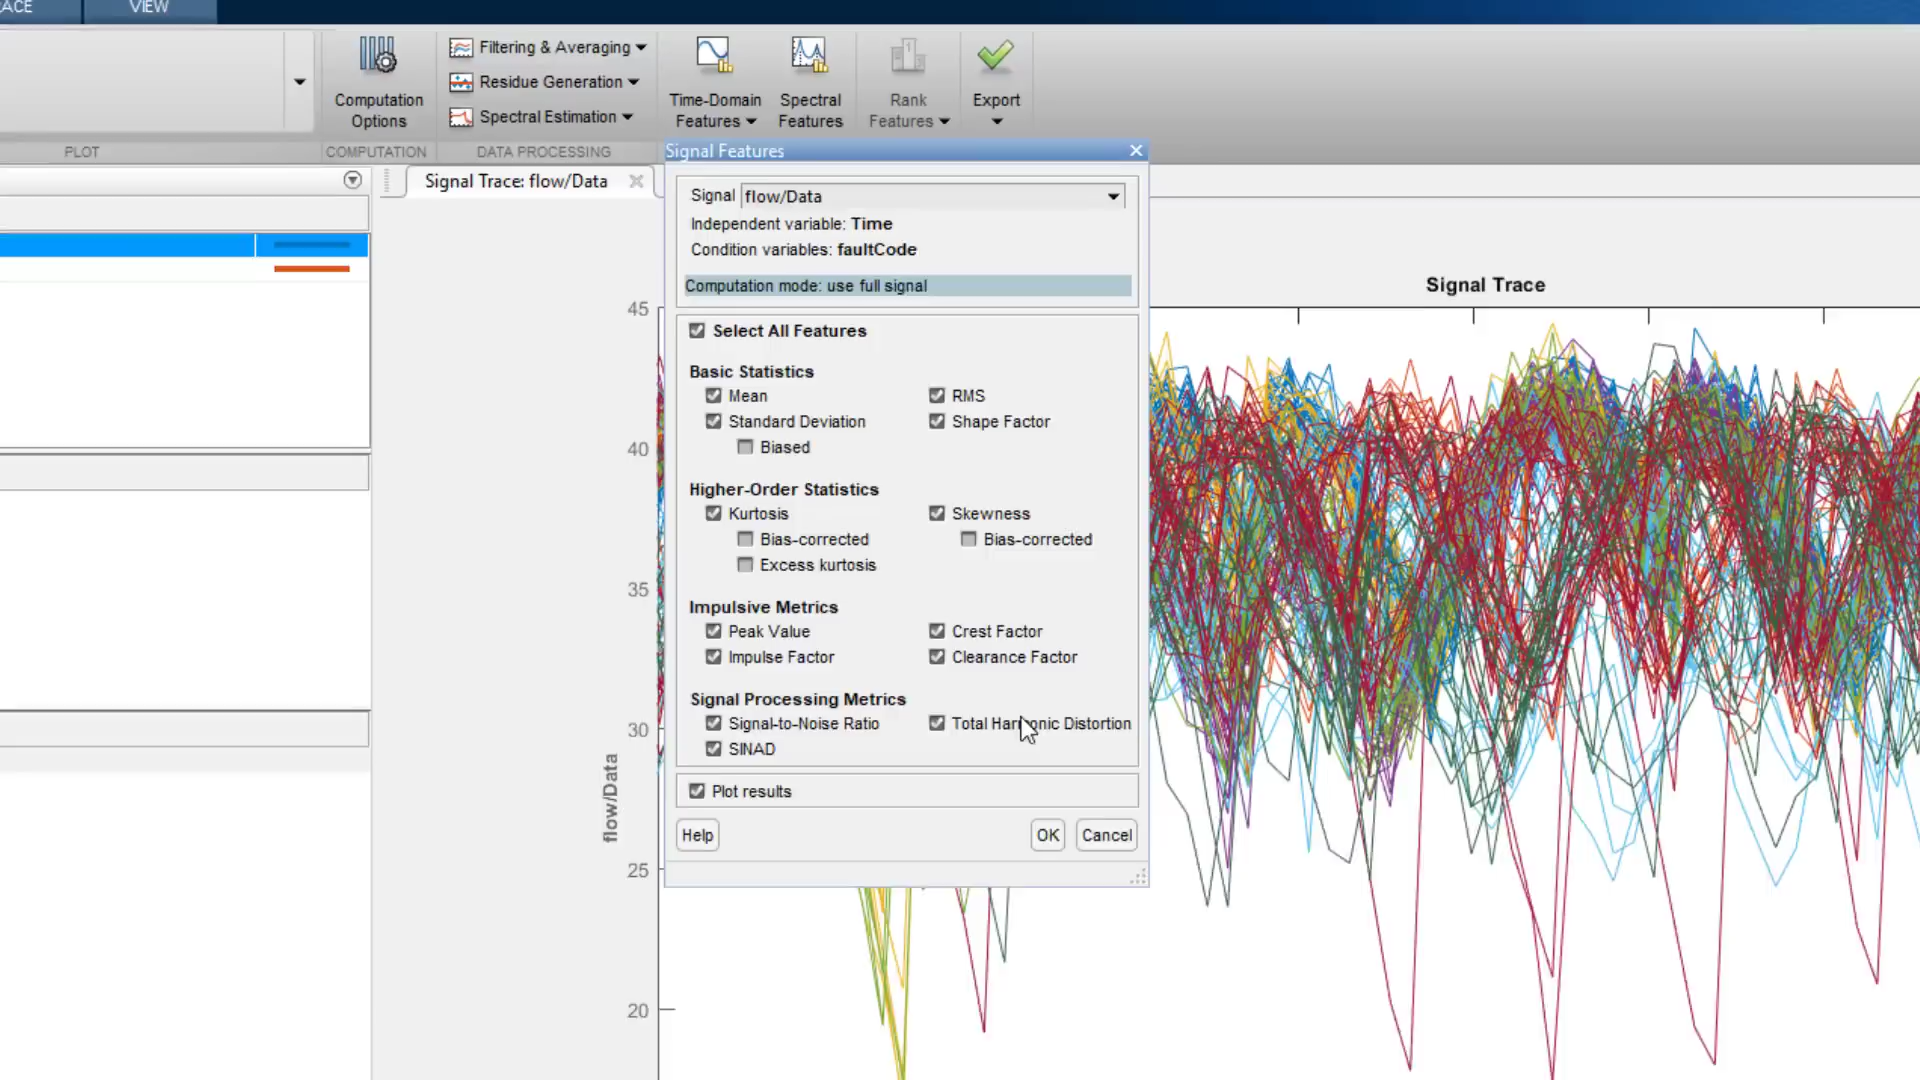 ACE
VIEW
Computation
Options
Filtering & Averaging
Residue Generation
Spectral Estimation
Time-Domain
Features
Spectral
Features
Rank
Features
Export
PLOT
COMPUTATION
DATA PROCESSING
Signal Trace: flow/Data
Signal Features
Signal flow/Data
Independent variable: Time
Condition variables: faultCode
Computation mode: use full signal
Select All Features
Basic Statistics
Mean
RMS
Standard Deviation
Shape Factor
Biased
Higher-Order Statistics
Kurtosis
Skewness
Bias-corrected
Bias-corrected
Excess kurtosis
Impulsive Metrics
Peak Value
Crest Factor
Impulse Factor
Clearance Factor
Signal Processing Metrics
Signal-to-Noise Ratio
Total Harmonic Distortion
SINAD
Plot results
Help
OK
Cancel
Signal Trace
45
40
35
30
25
20
flow/Data